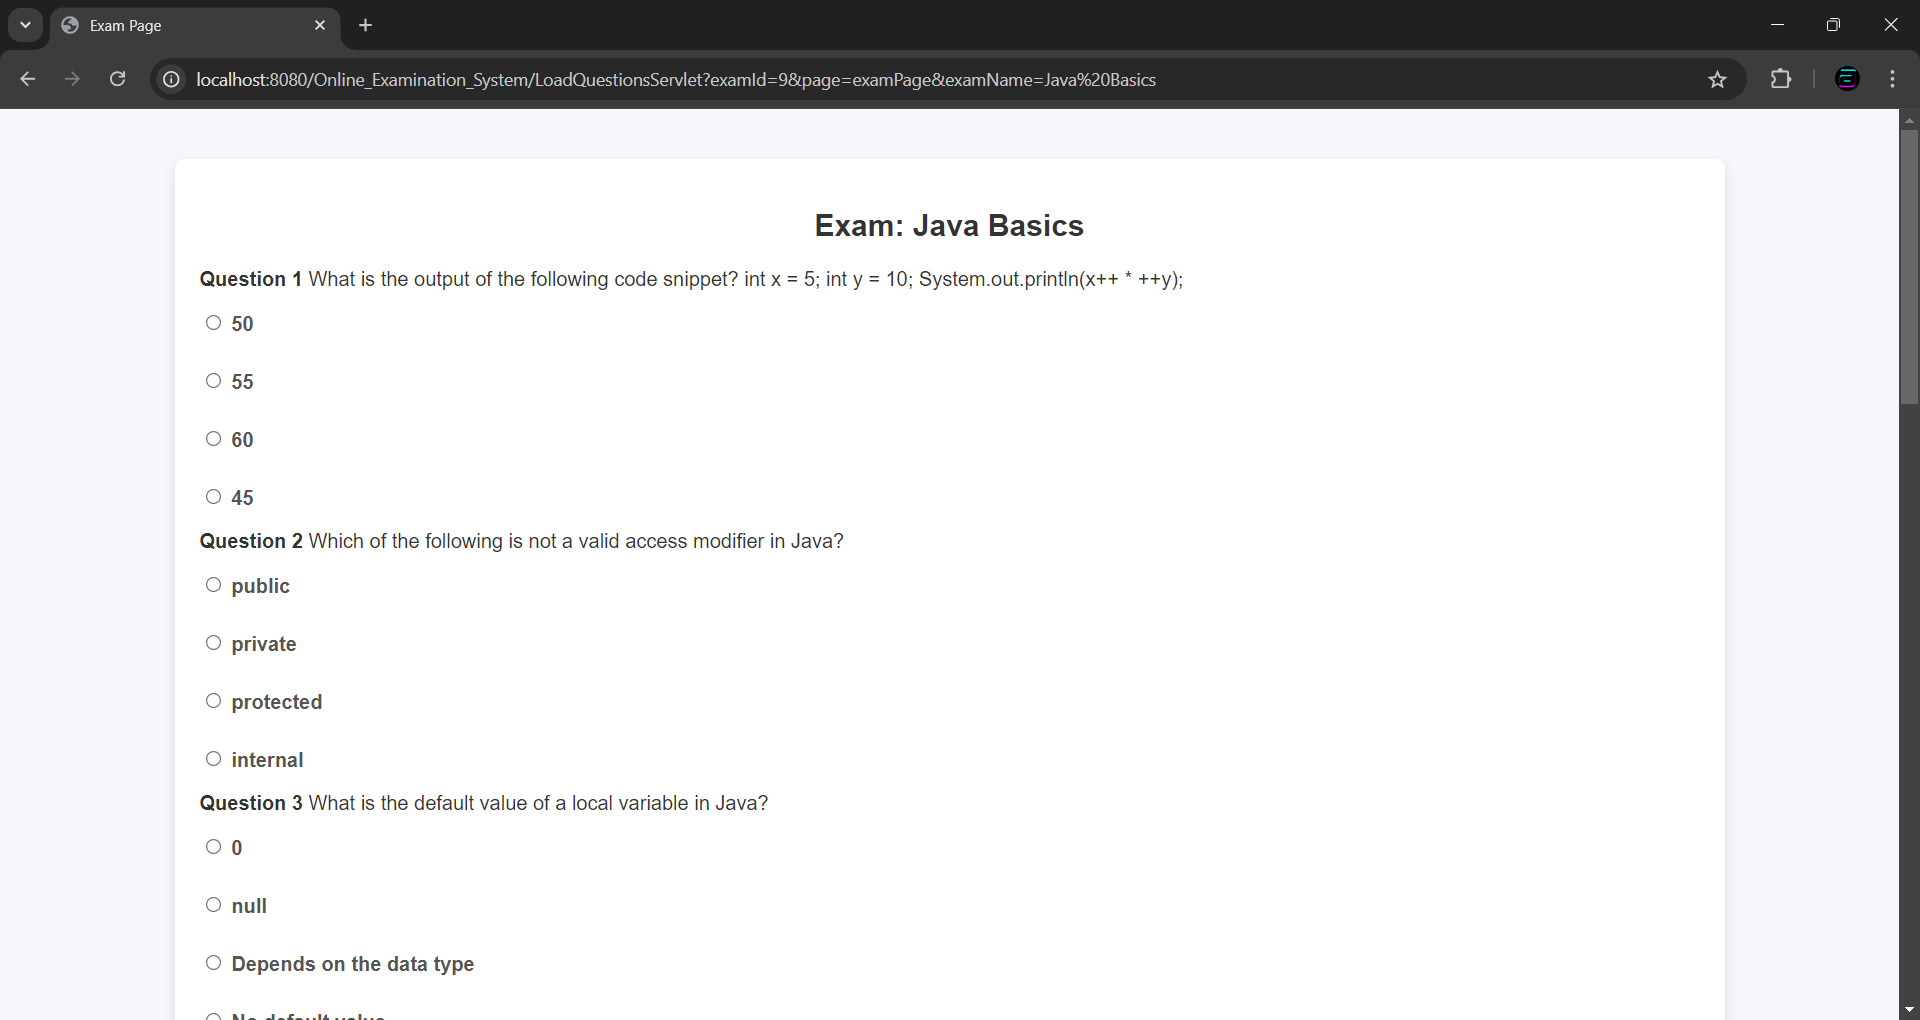 Exam Page
localhost:8080/Online_Examination_System/LoadQuestionsServlet?examId=9&page=examPage&examName=Java%20Basics
Exam: Java Basics
Question 1 What is the output of the following code snippet? int x = 5; int y = 10; System.out.println(x++ * ++y);
50
55
60
45
Question 2 Which of the following is not a valid access modifier in Java?
public
private
protected
internal
Question 3 What is the default value of a local variable in Java?
0
null
Depends on the data type
No default value